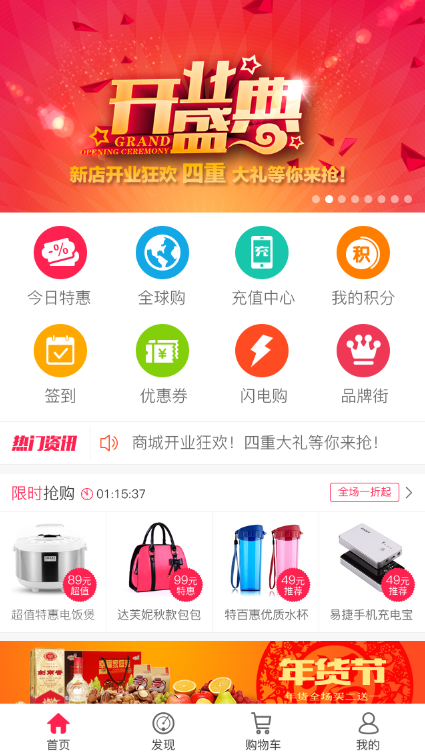 开业盛典
GRAND
OPENING CEREMONY
新店开业狂欢 四重 大礼等你来抢!
-%
充
积
今日特惠 全球购 充值中心 我的积分
¥
签到 优惠券 闪电购 品牌街
热门资讯 商城开业狂欢!四重大礼等你来抢!
限时抢购 01:15:37 全场一折起
89元 超值
99元 特惠
49元 推荐
49元 推荐
超值特惠电饭煲 达芙妮秋款包包 特百惠优质水杯 易捷手机充电宝
年货节
年货全场买二送一
首页 发现 购物车 我的